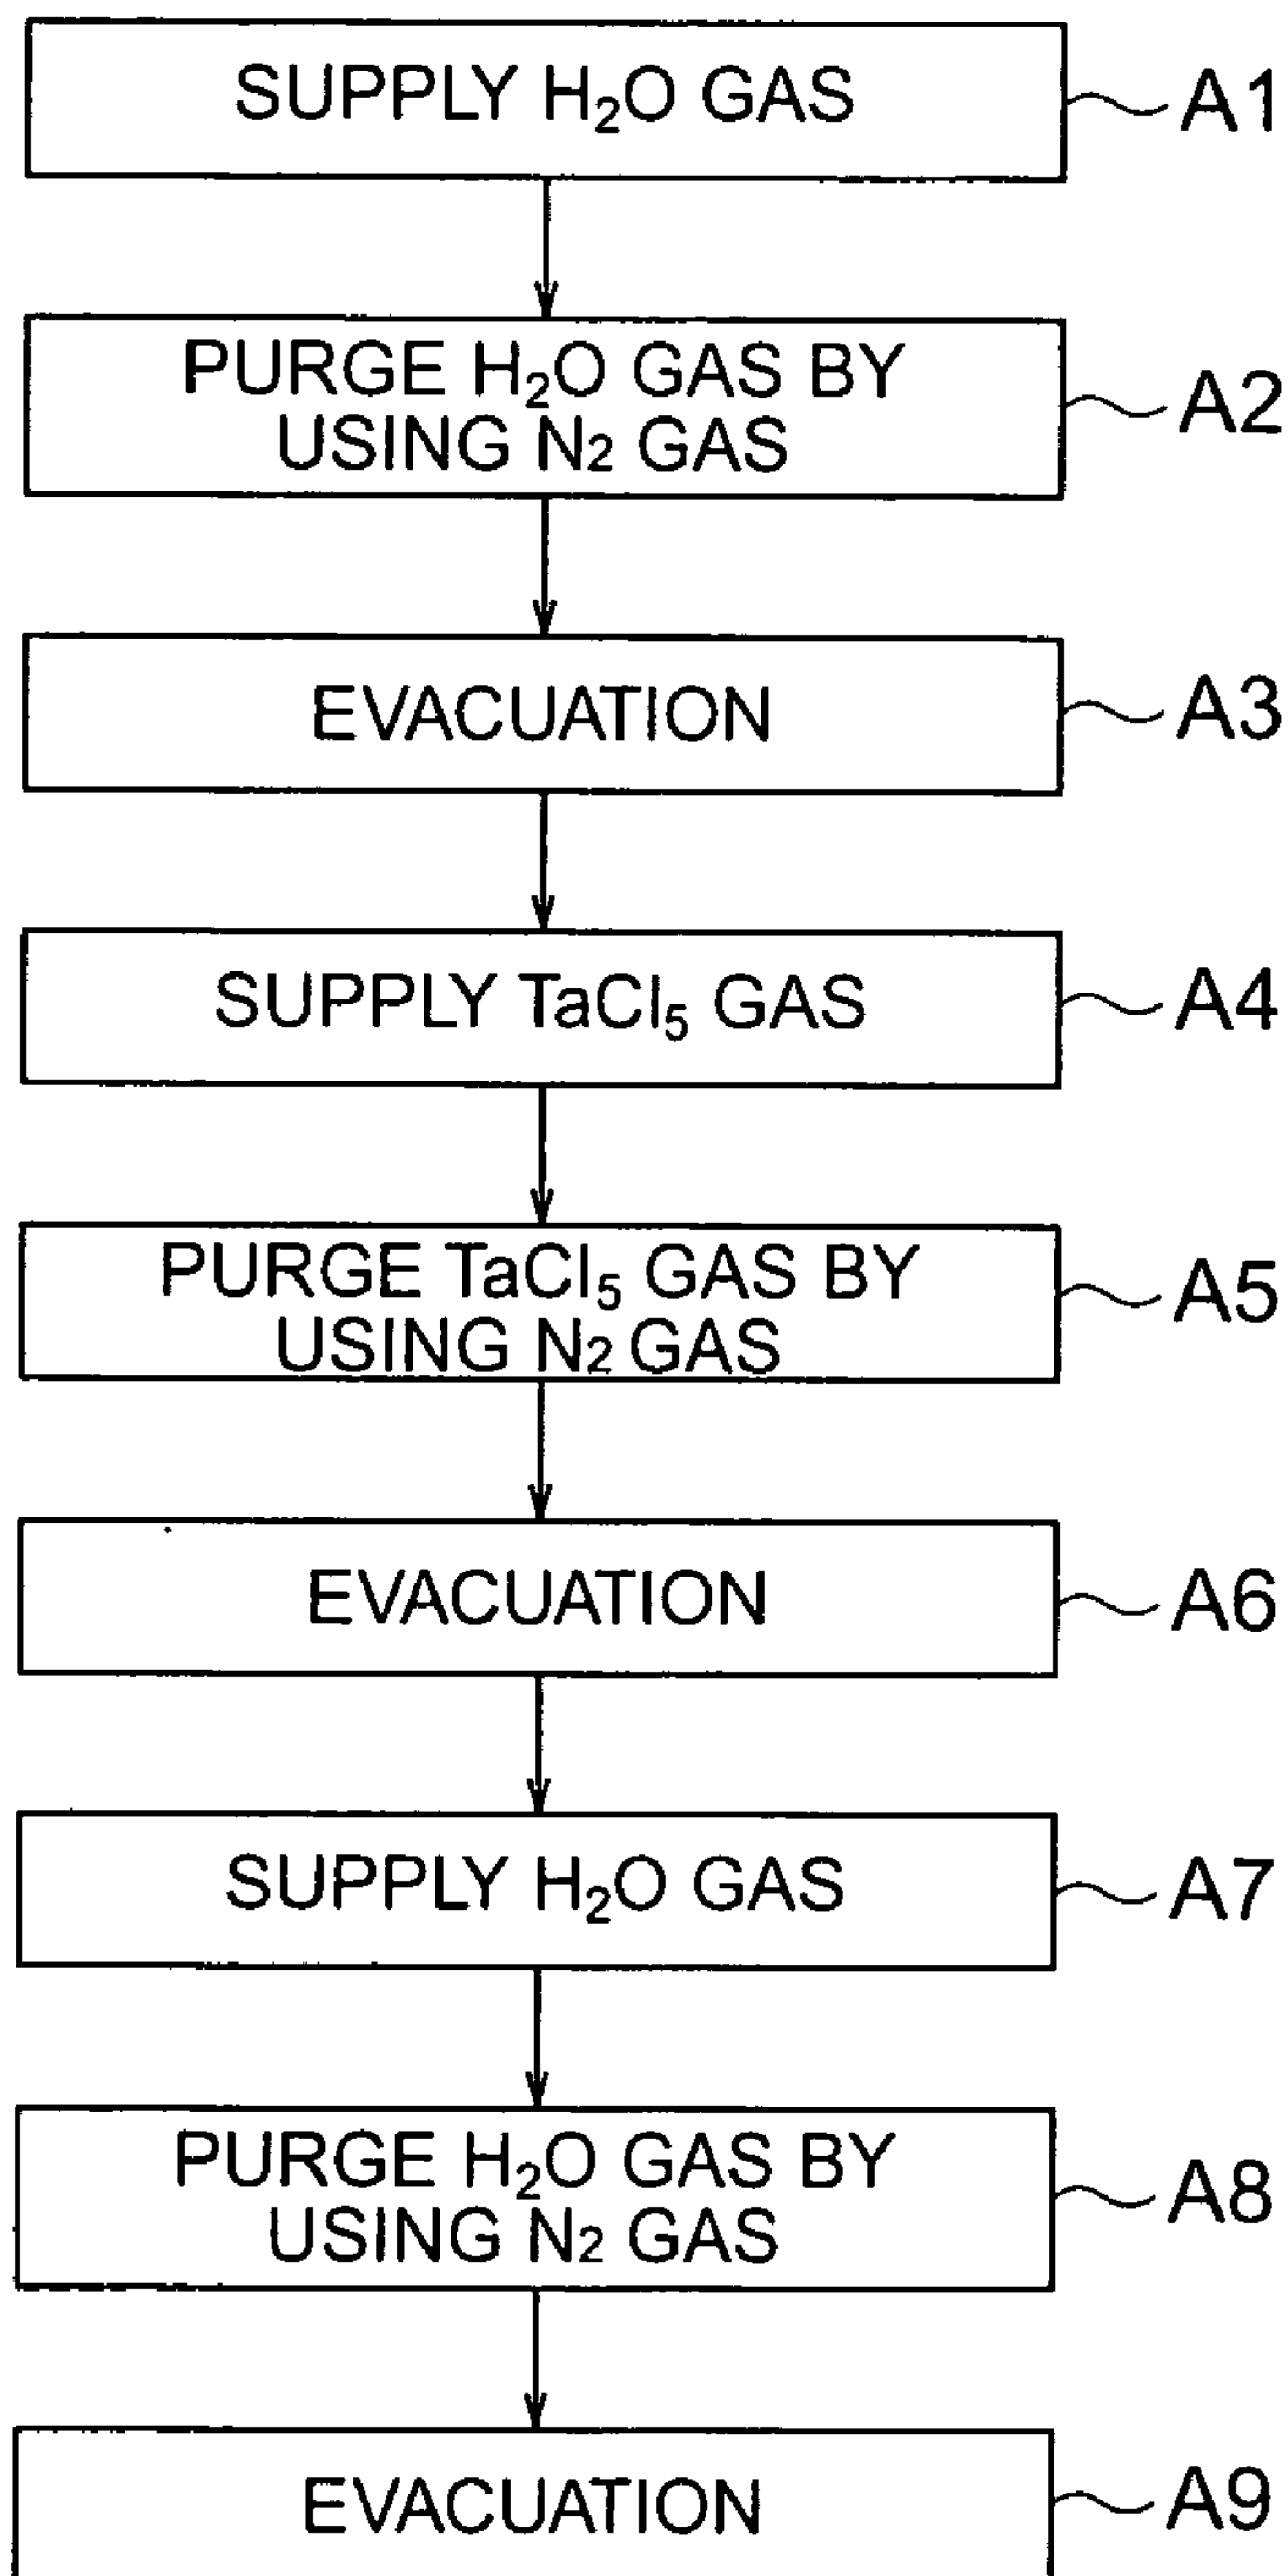 SUPPLY H₂O GAS
A1
PURGE H₂O GAS BY
USING N₂ GAS
A2
EVACUATION
A3
SUPPLY TaCl₅ GAS
A4
PURGE TaCl₅ GAS BY
USING N₂ GAS
A5
EVACUATION
A6
SUPPLY H₂O GAS
A7
PURGE H₂O GAS BY
USING N₂ GAS
A8
EVACUATION
A9